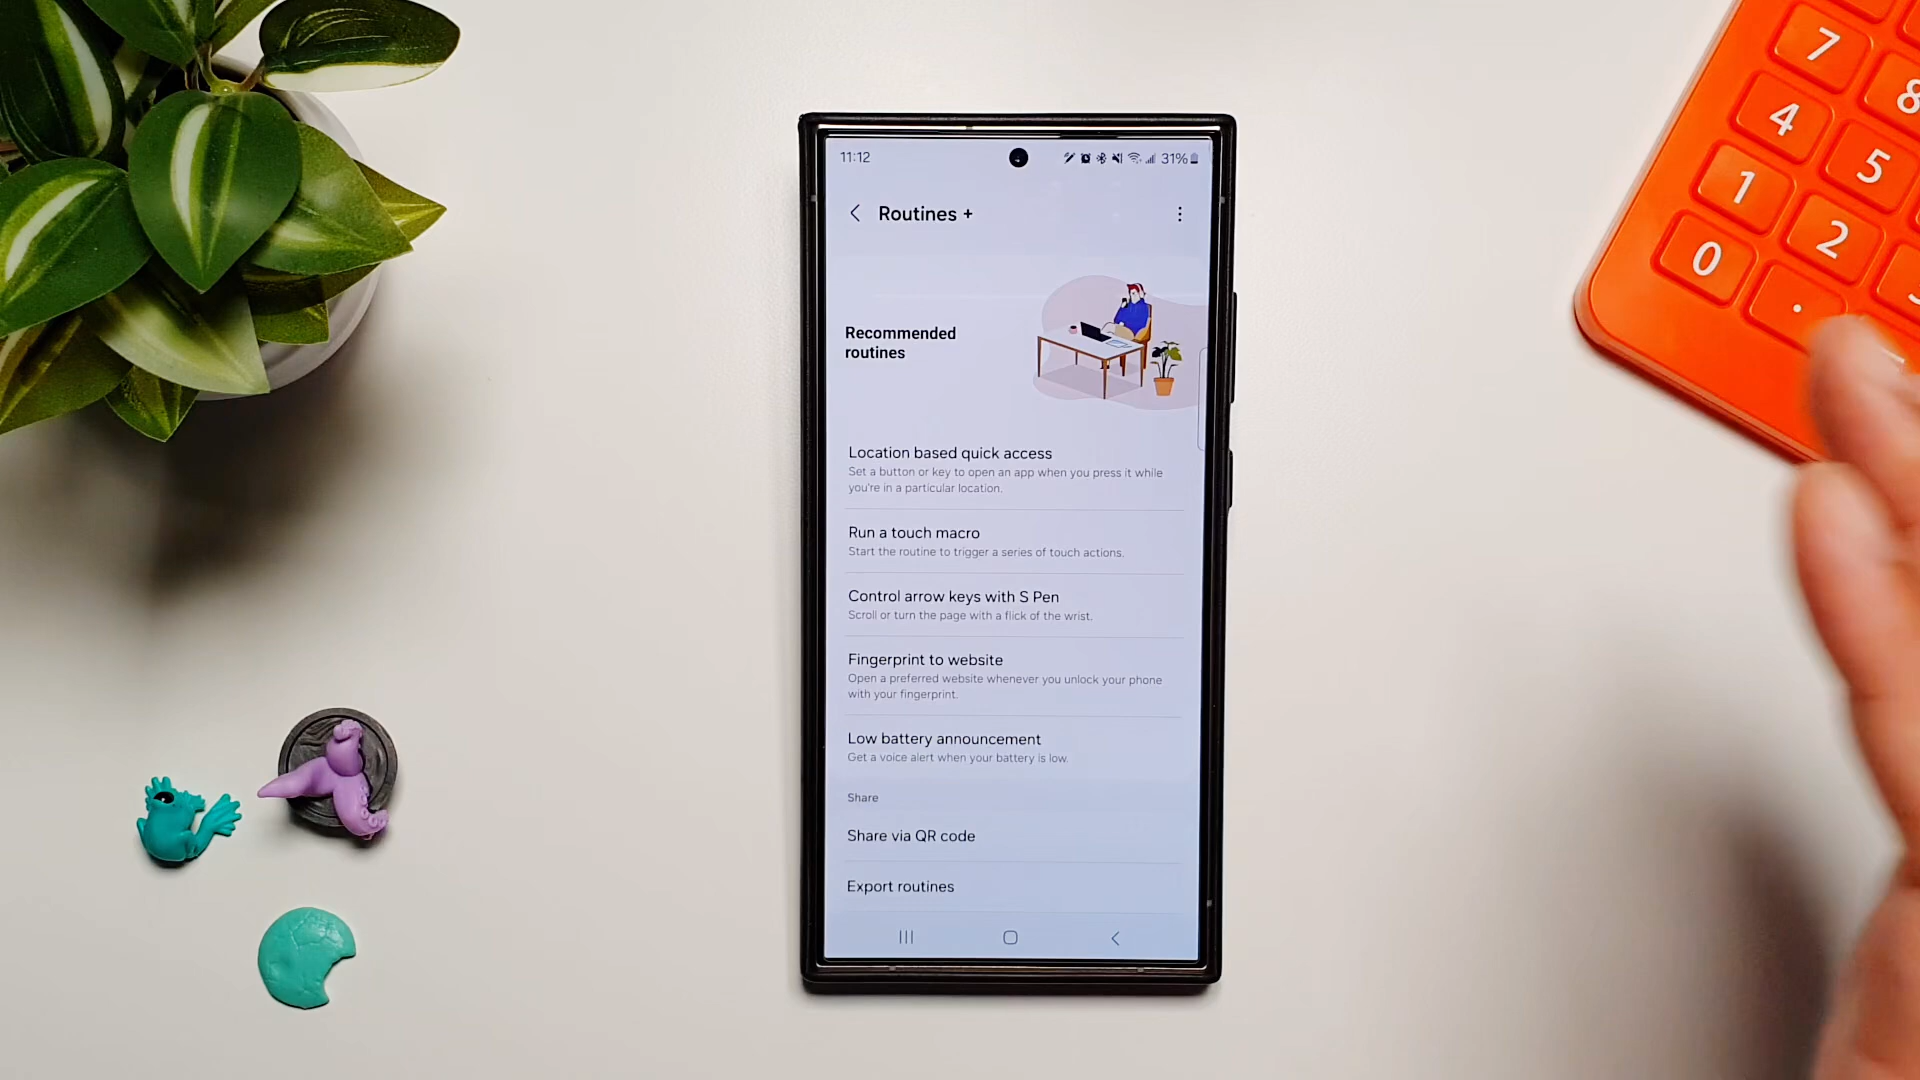 11:12
31%
Routines +
Recommended
routines
Location based quick access
Set a button or key to open an app when you press it while
you're in a particular location.
Run a touch macro
Start the routine to trigger a series of touch actions.
Control arrow keys with S Pen
Scroll or turn the page with a flick of the wrist.
Fingerprint to website
Open a preferred website whenever you unlock your phone
with your fingerprint.
Low battery announcement
Get a voice alert when your battery is low.
Share
Share via QR code
Export routines
7
8
4
5
1
2
0
.